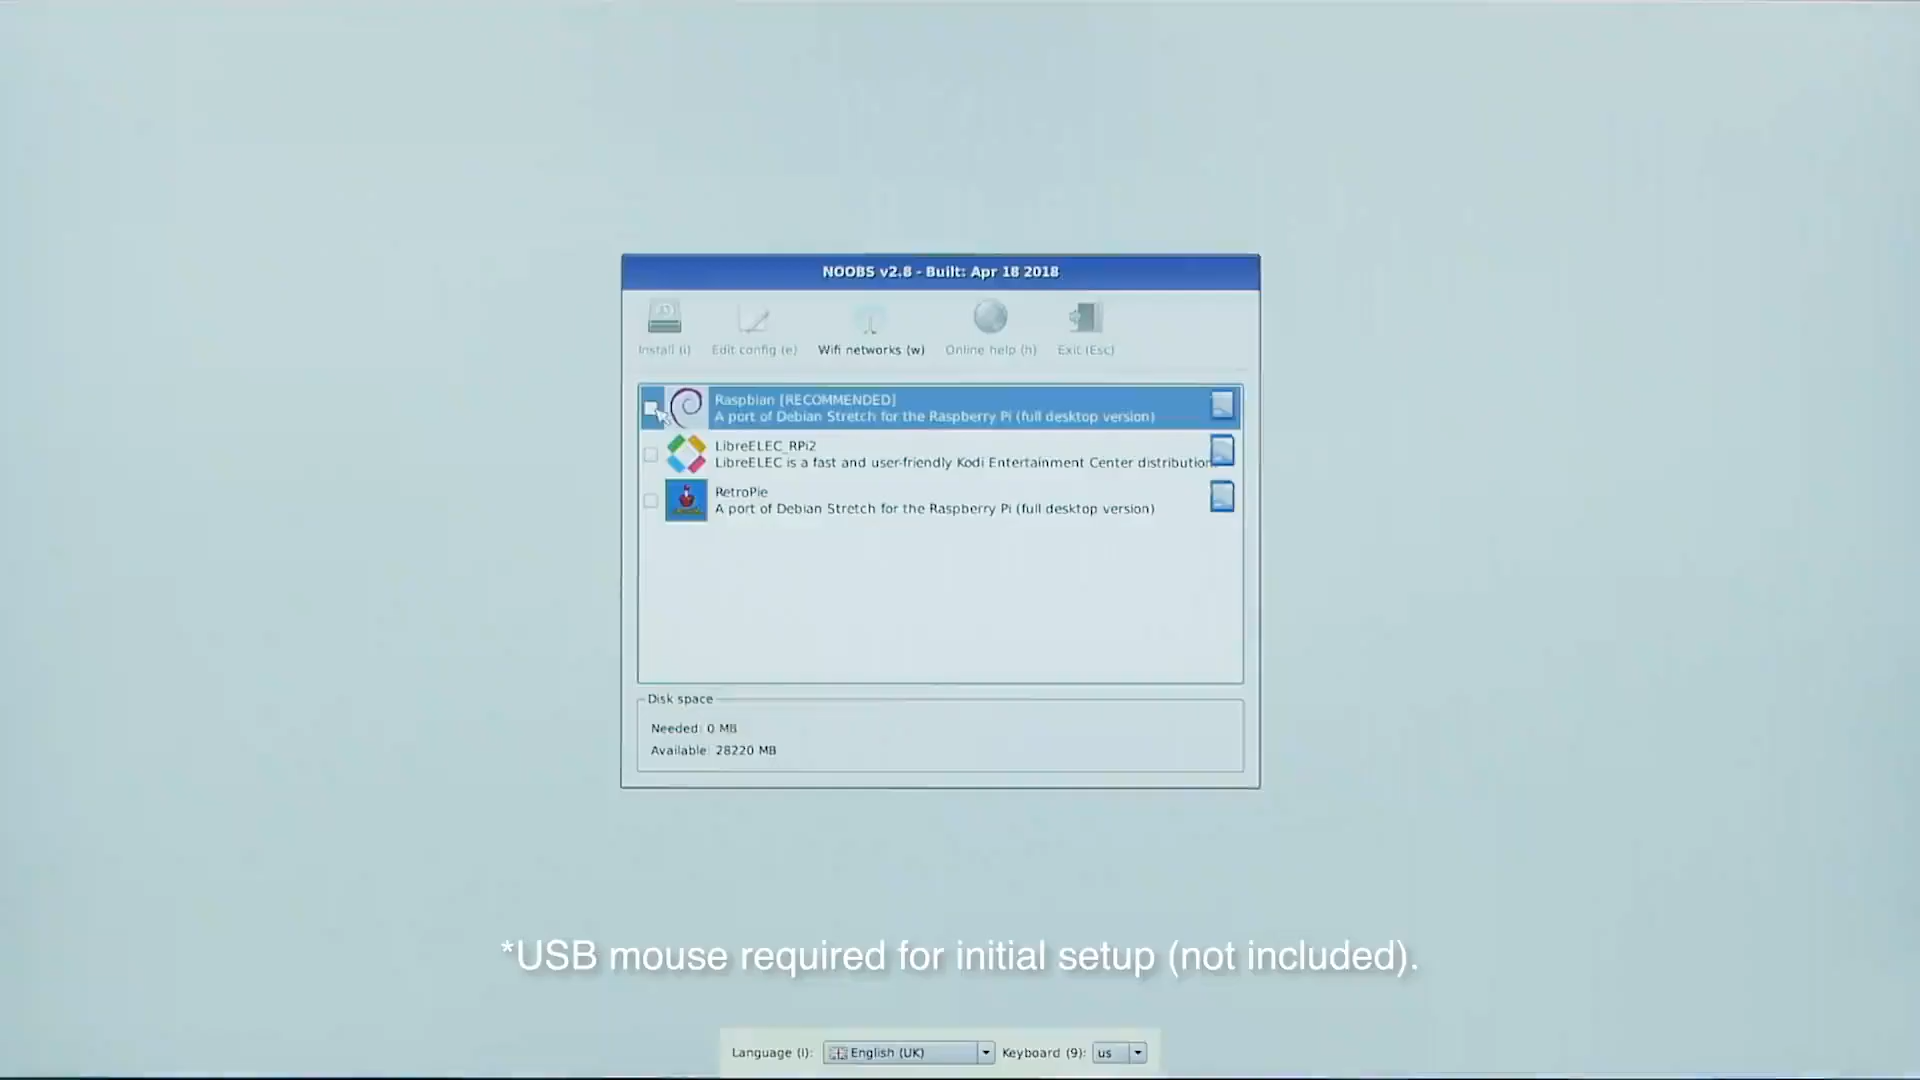 NOOBS v2.8 - Built: Apr 18 2018
Install (i) Edit config (e) Wifi networks (w) Online help (h) Exit (Esc)
Raspbian [RECOMMENDED]
A port of Debian Stretch for the Raspberry Pi (full desktop version)
LibreELEC_RPi2
LibreELEC is a fast and user-friendly Kodi Entertainment Center distribution.
RetroPie
A port of Debian Stretch for the Raspberry Pi (full desktop version)
Disk space
Needed: 0 MB
Available: 28220 MB
*USB mouse required for initial setup (not included).
Language (l): English (UK) Keyboard (9): us